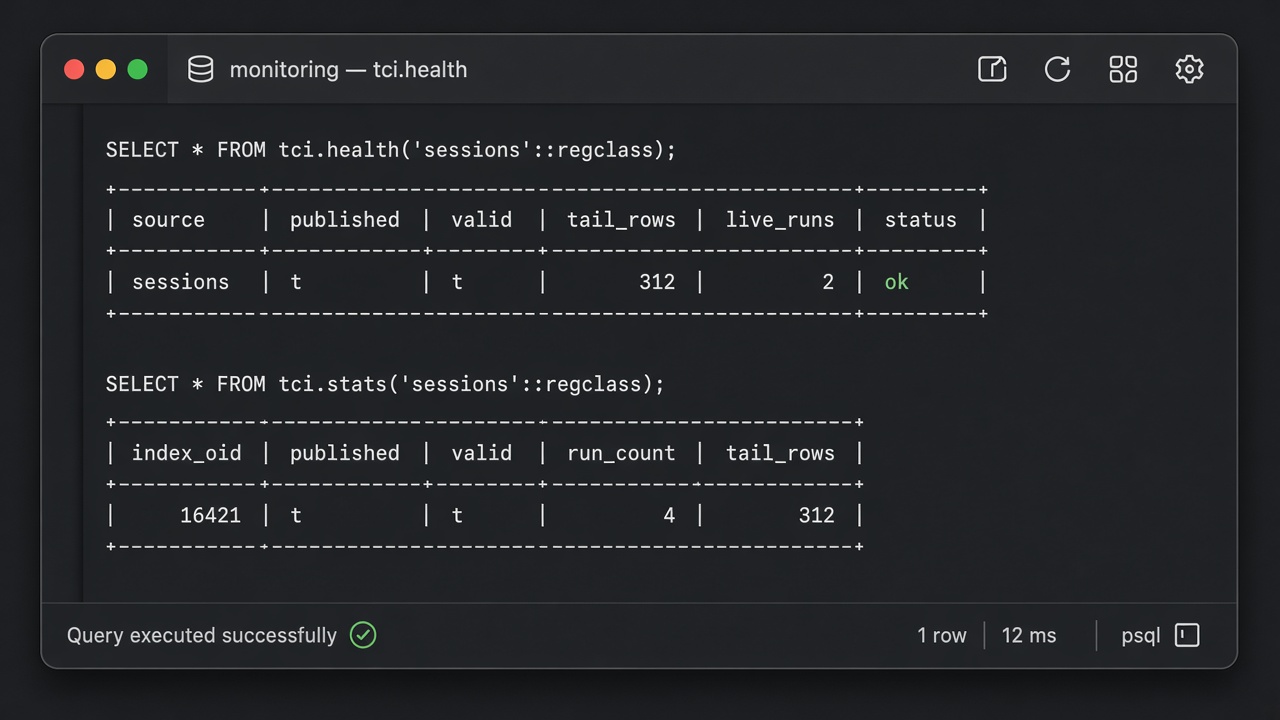 monitoring — tci.health
SELECT * FROM tci.health('sessions'::regclass);
+-----------+-----------------------------------------------+---------+
| source | published | valid | tail_rows | live_runs | status |
+-----------+------------+--------+-----------+------------+---------+
| sessions | t | t | 312 | 2 | ok |
+-----------+-----------------------------------------------+---------+
SELECT * FROM tci.stats('sessions'::regclass);
+-----------+------------+--------+-----------+------------+
| index_oid | published | valid | run_count | tail_rows |
+-----------+------------+--------+-----------+------------+
| 16421 | t | t | 4 | 312 |
+-----------+-----------------------------------------------+
Query executed successfully
1 row | 12 ms | psql